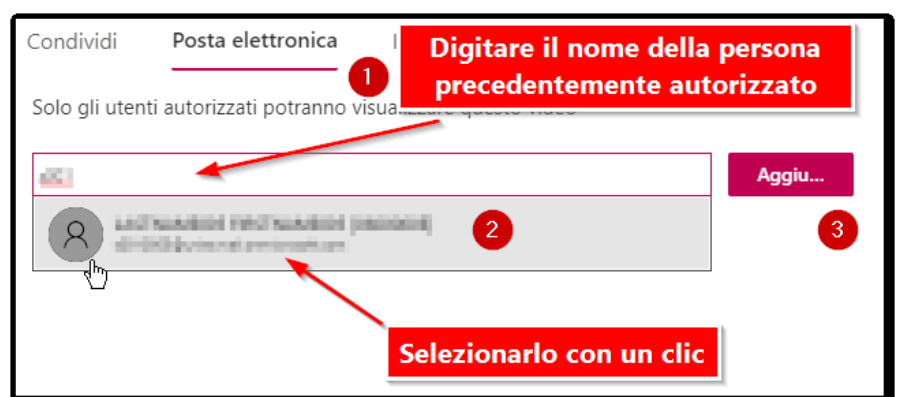 Condividi Posta elettronica
Digitare il nome della persona
precedentemente autorizzato
1
Solo gli utenti autorizzati potranno visualizzare questo video
Aggiu...
2
3
Selezionarlo con un clic